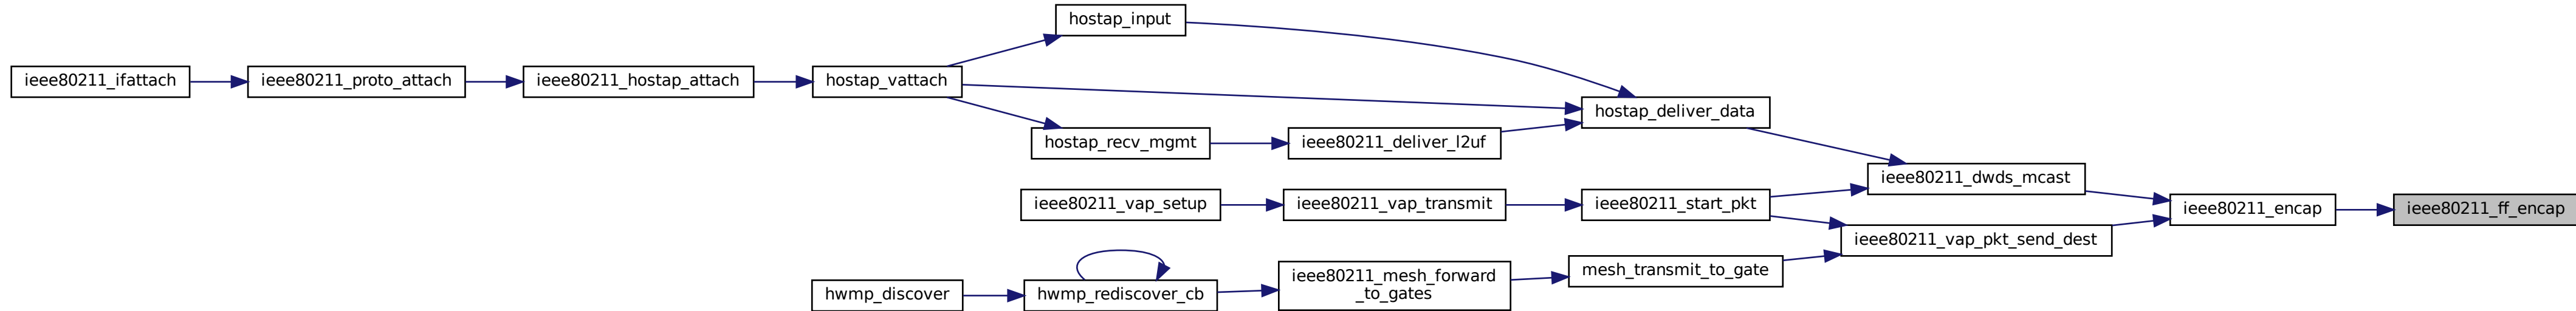 hostap_input
ieee80211_ifattach
ieee80211_proto_attach
ieee80211_hostap_attach
hostap_vattach
hostap_deliver_data
hostap_recv_mgmt
ieee80211_deliver_l2uf
ieee80211_dwds_mcast
ieee80211_vap_setup
ieee80211_vap_transmit
ieee80211_start_pkt
ieee80211_encap
ieee80211_ff_encap
ieee80211_vap_pkt_send_dest
mesh_transmit_to_gate
ieee80211_mesh_forward
_to_gates
hwmp_discover
hwmp_rediscover_cb